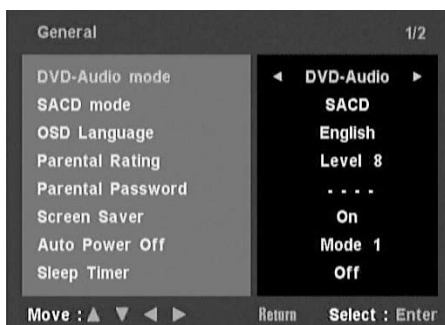 General 1/2
DVD-Audio mode ◄ DVD-Audio ►
SACD mode SACD
OSD Language English
Parental Rating Level 8
Parental Password - - - -
Screen Saver On
Auto Power Off Mode 1
Sleep Timer Off
Move : ▲ ▼ ◄ ► Return Select : Enter